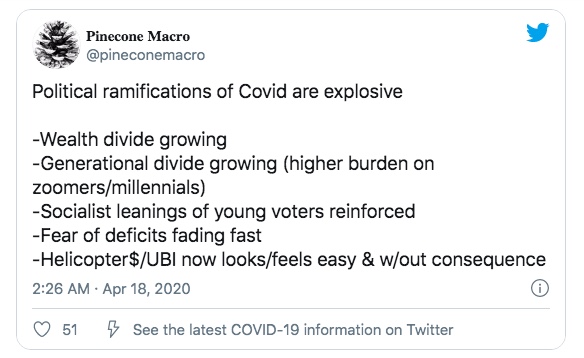 Pinecone Macro
@pineconemacro
Political ramifications of Covid are explosive
-Wealth divide growing
-Generational divide growing (higher burden on
zoomers/millennials)
-Socialist leanings of young voters reinforced
-Fear of deficits fading fast
-Helicopter$/UBI now looks/feels easy & w/out consequence
2:26 AM · Apr 18, 2020
51 See the latest COVID-19 information on Twitter